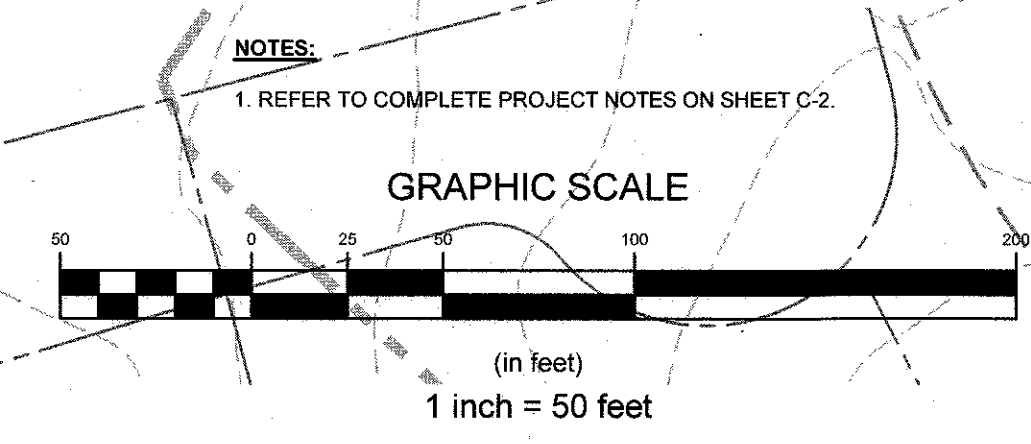 NOTES:
1. REFER TO COMPLETE PROJECT NOTES ON SHEET C-2.
GRAPHIC SCALE
50 0 25 50 100 200
(in feet)
1 inch = 50 feet